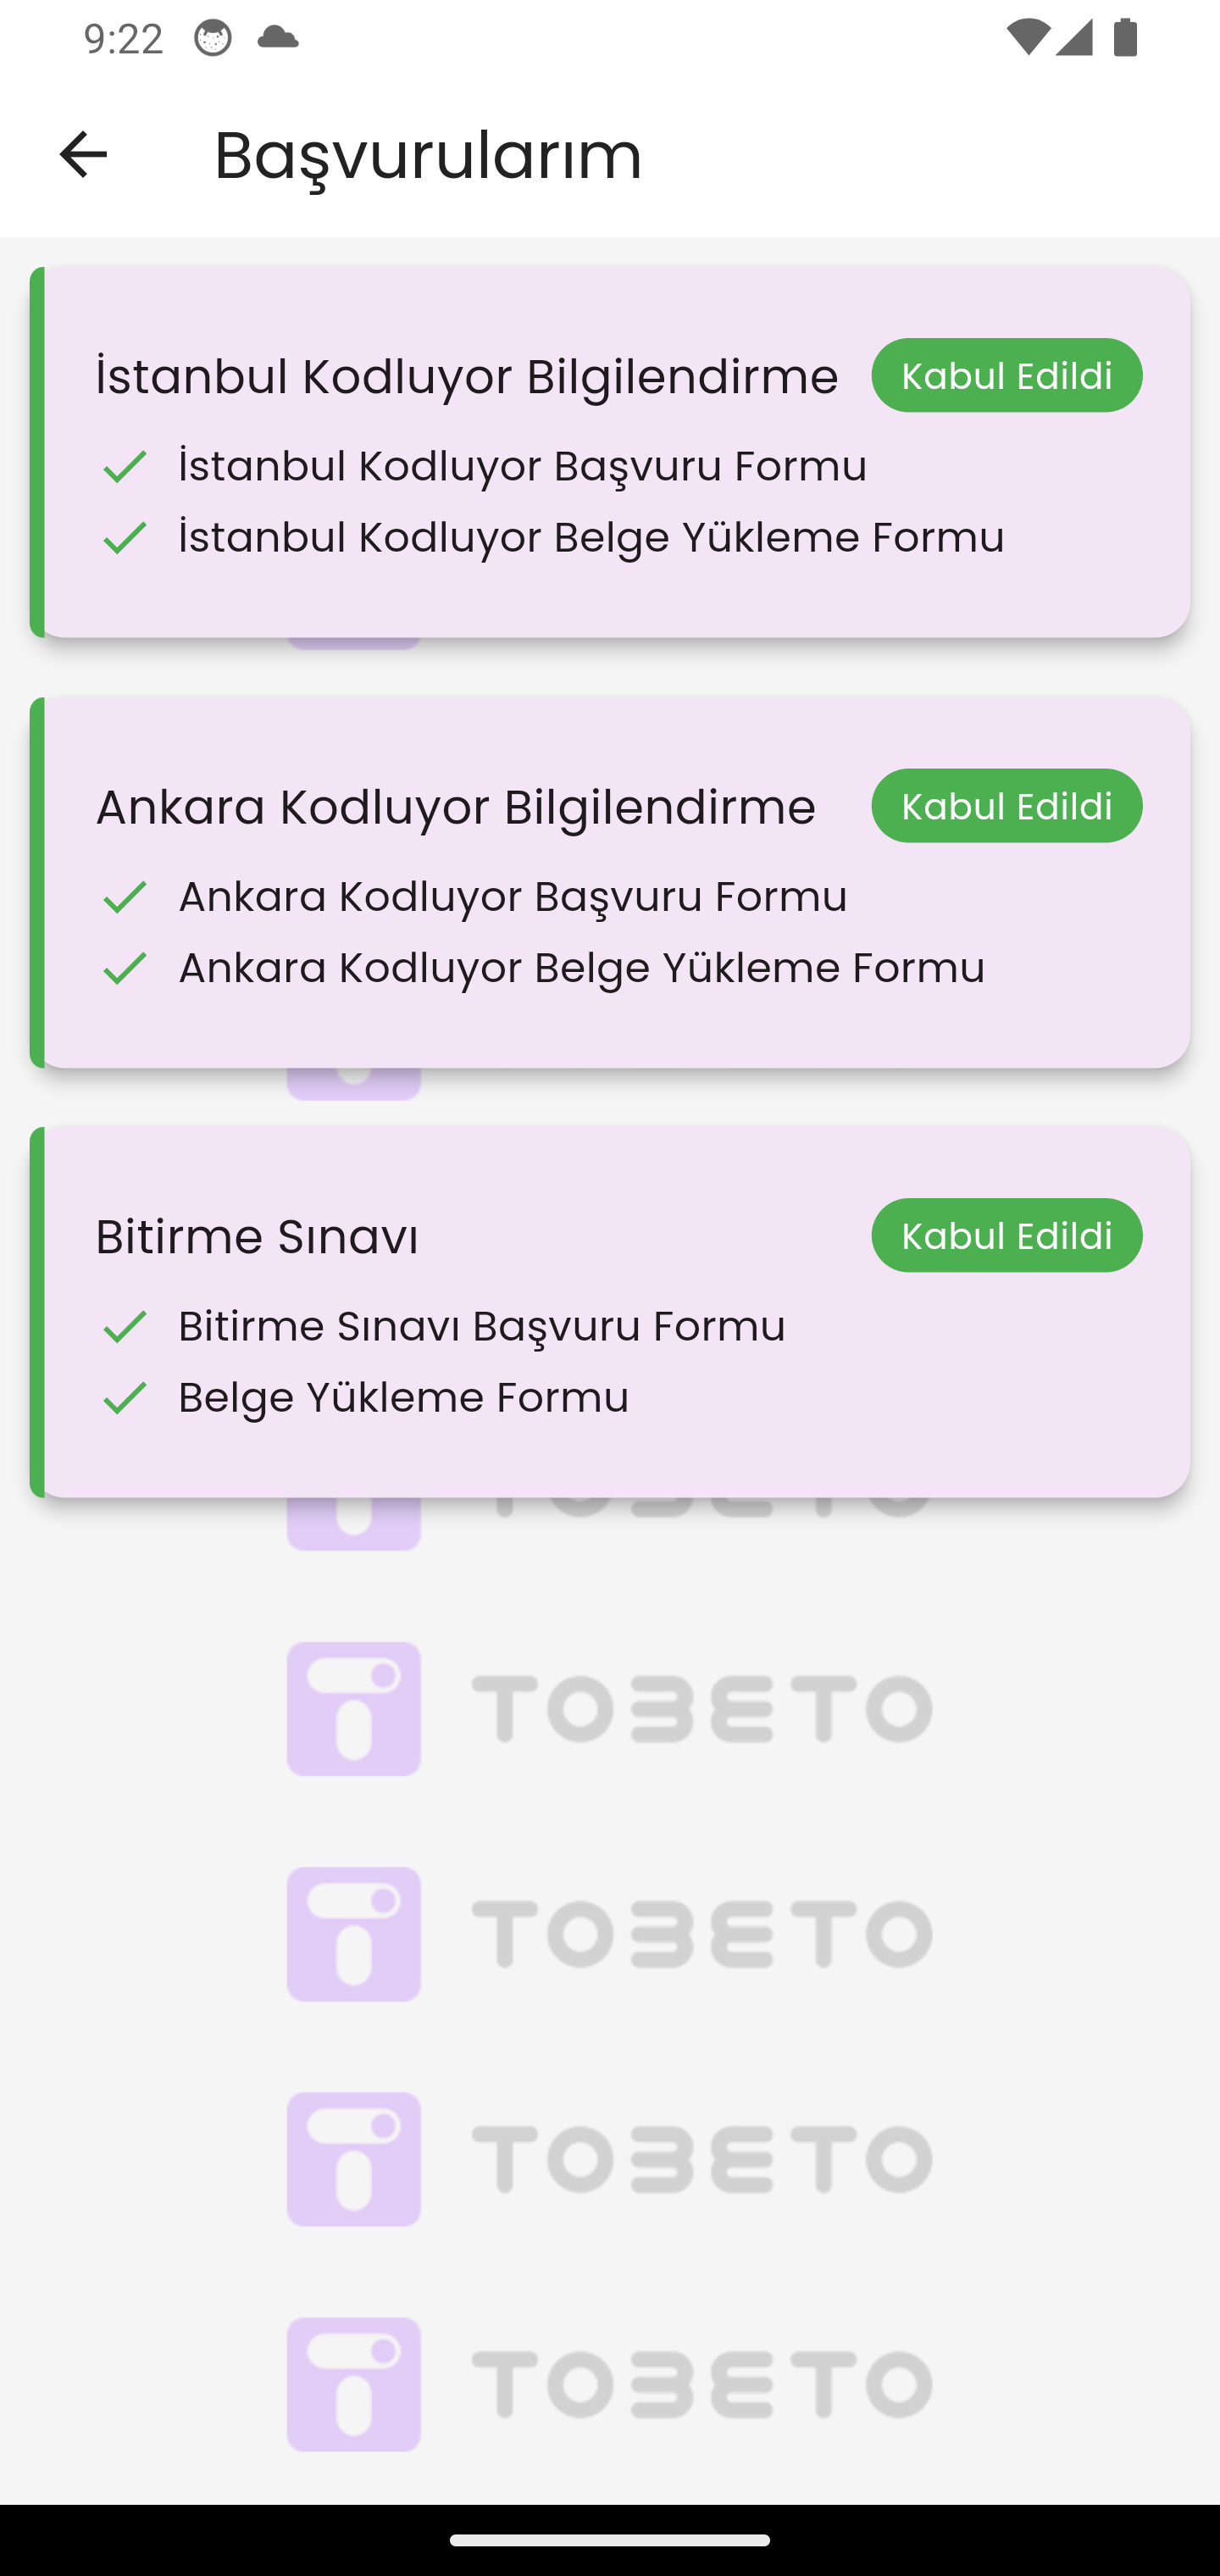 9:22
Başvurularım
İstanbul Kodluyor Bilgilendirme Kabul Edildi
İstanbul Kodluyor Başvuru Formu
İstanbul Kodluyor Belge Yükleme Formu
Ankara Kodluyor Bilgilendirme Kabul Edildi
Ankara Kodluyor Başvuru Formu
Ankara Kodluyor Belge Yükleme Formu
Bitirme Sınavı Kabul Edildi
Bitirme Sınavı Başvuru Formu
Belge Yükleme Formu
TOBETO
TOBETO
TOBETO
TOBETO
TOBETO